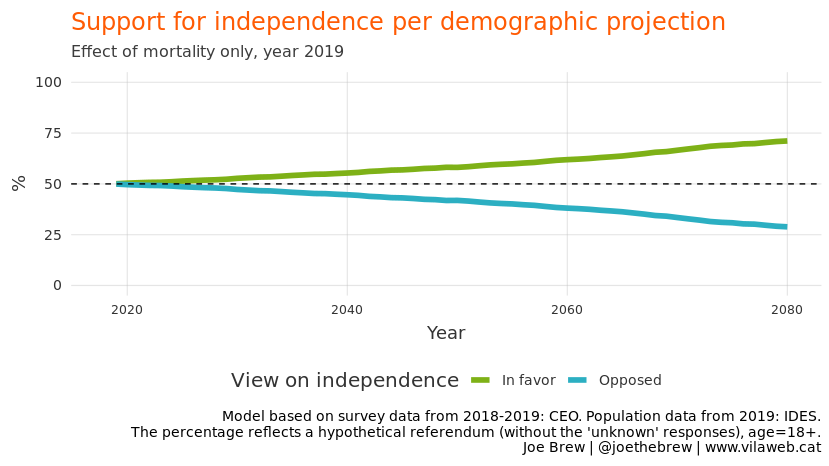 Support for independence per demographic projection
Effect of mortality only, year 2019
100
75
50
25
0
%
2020 2040 2060 2080
Year
View on independence In favor Opposed
Model based on survey data from 2018-2019: CEO. Population data from 2019: IDES.
The percentage reflects a hypothetical referendum (without the 'unknown' responses), age=18+.
Joe Brew | @joethebrew | www.vilaweb.cat